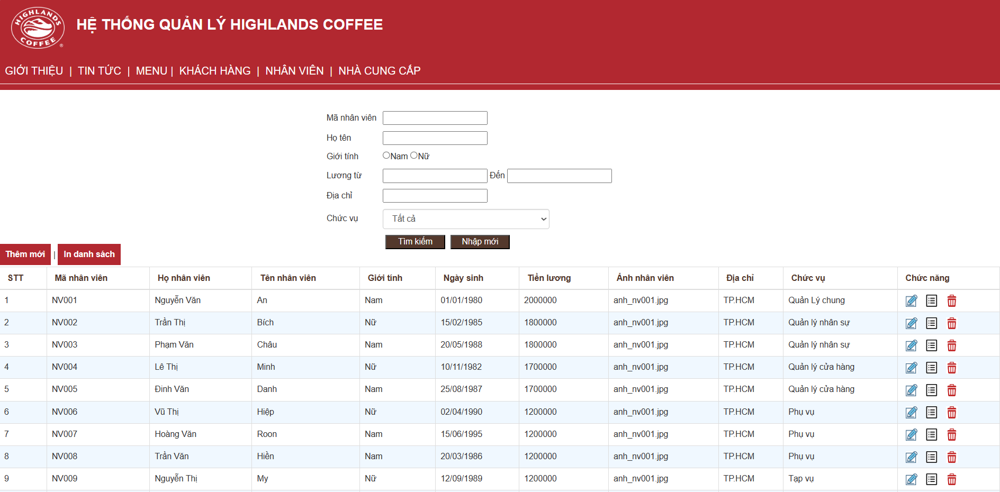 HIGHLANDS
COFFEE
®
HỆ THỐNG QUẢN LÝ HIGHLANDS COFFEE
GIỚI THIỆU | TIN TỨC | MENU | KHÁCH HÀNG | NHÂN VIÊN | NHÀ CUNG CẤP
Mã nhân viên
Họ tên
Giới tính Nam Nữ
Lương từ Đến
Địa chỉ
Chức vụ Tất cả
Tìm kiếm Nhập mới
Thêm mới | In danh sách
STT Mã nhân viên Họ nhân viên Tên nhân viên Giới tính Ngày sinh Tiền lương Ảnh nhân viên Địa chỉ Chức vụ Chức năng
1 NV001 Nguyễn Văn An Nam 01/01/1980 2000000 anh_nv001.jpg TP.HCM Quản Lý chung
2 NV002 Trần Thị Bích Nữ 15/02/1985 1800000 anh_nv001.jpg TP.HCM Quản lý nhân sự
3 NV003 Phạm Văn Châu Nam 20/05/1988 1800000 anh_nv001.jpg TP.HCM Quản lý nhân sự
4 NV004 Lê Thị Minh Nữ 10/11/1982 1700000 anh_nv001.jpg TP.HCM Quản lý cửa hàng
5 NV005 Đinh Văn Danh Nam 25/08/1987 1700000 anh_nv001.jpg TP.HCM Quản lý cửa hàng
6 NV006 Vũ Thị Hiệp Nữ 02/04/1990 1200000 anh_nv001.jpg TP.HCM Phụ vụ
7 NV007 Hoàng Văn Roon Nam 15/06/1995 1200000 anh_nv001.jpg TP.HCM Phụ vụ
8 NV008 Trần Văn Hiền Nam 20/03/1986 1200000 anh_nv001.jpg TP.HCM Phụ vụ
9 NV009 Nguyễn Thị My Nữ 12/09/1989 1200000 anh_nv001.jpg TP.HCM Tạp vụ